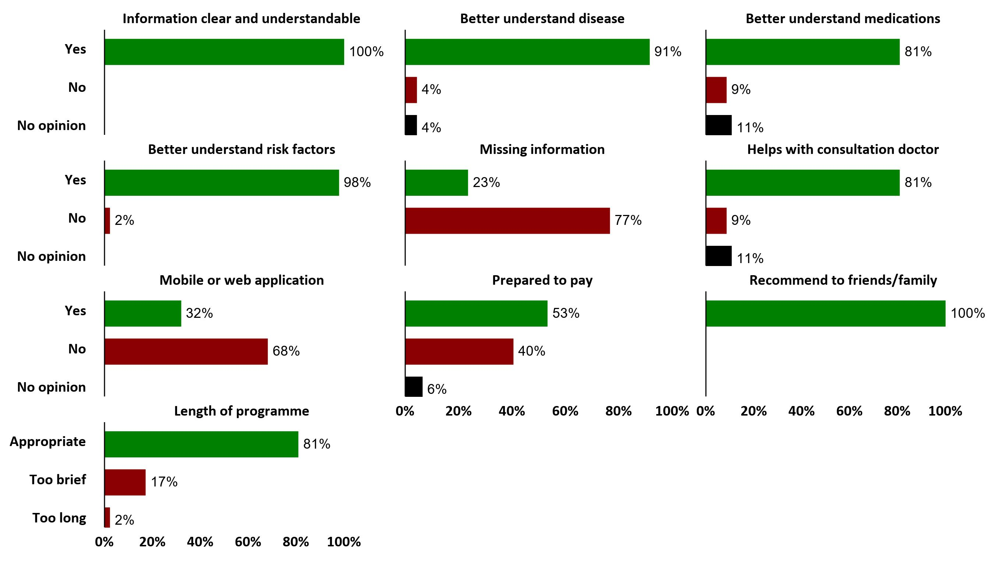 Information clear and understandable
Better understand disease
Better understand medications
Yes
100%
91%
81%
No
4%
9%
No opinion
4%
11%
Better understand risk factors
Missing information
Helps with consultation doctor
Yes
98%
23%
81%
No
2%
77%
9%
No opinion
11%
Mobile or web application
Prepared to pay
Recommend to friends/family
Yes
32%
53%
100%
No
68%
40%
No opinion
6%
0% 20% 40% 60% 80% 100%
0% 20% 40% 60% 80% 100%
Length of programme
Appropriate
81%
Too brief
17%
Too long
2%
0% 20% 40% 60% 80% 100%